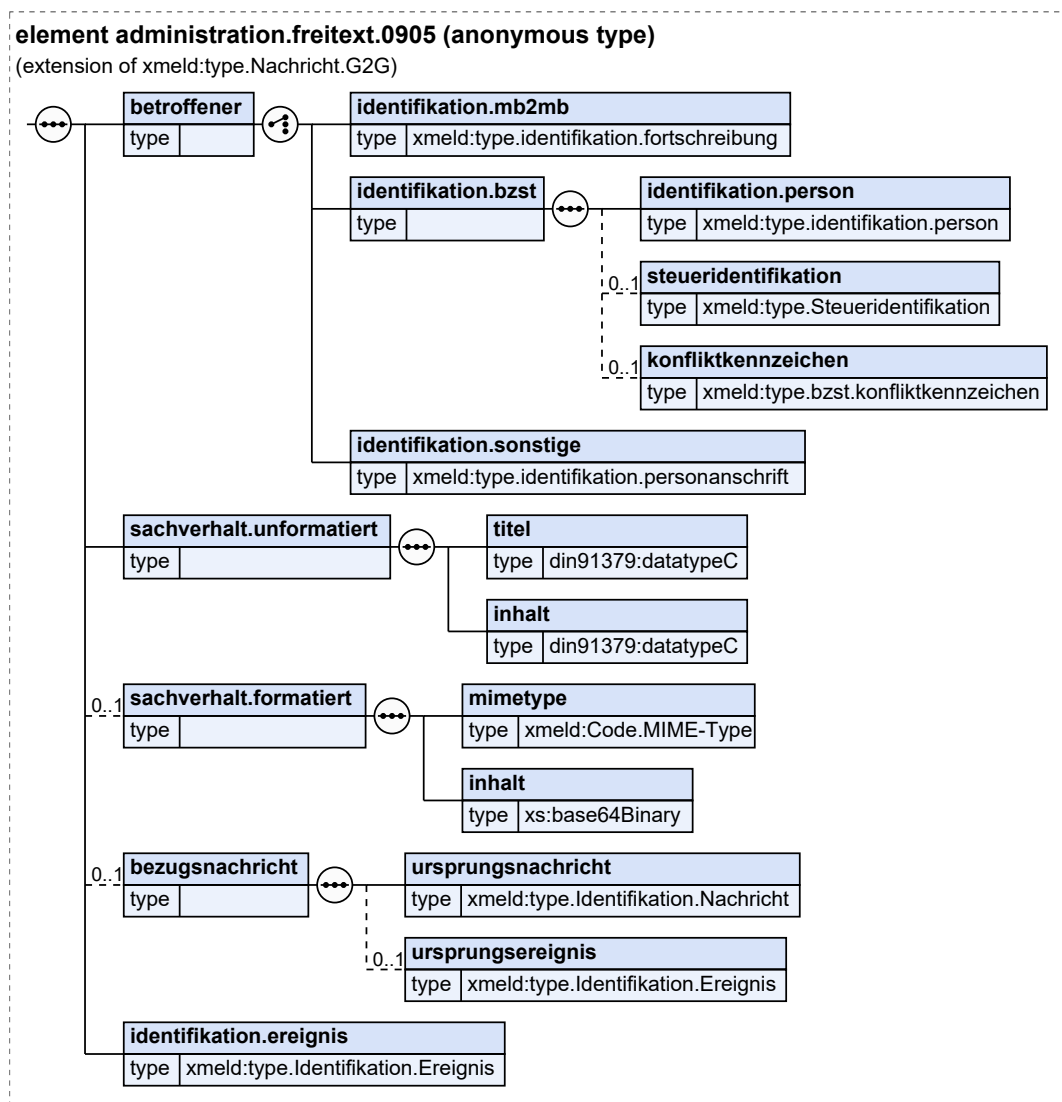 element administration.freitext.0905 (anonymous type)
(extension of xmeld:type.Nachricht.G2G)
betroffener
type
identifikation.mb2mb
type xmeld:type.identifikation.fortschreibung
identifikation.bzst
type
identifikation.person
type xmeld:type.identifikation.person
0..1
steueridentifikation
type xmeld:type.Steueridentifikation
0..1
konfliktkennzeichen
type xmeld:type.bzst.konfliktkennzeichen
identifikation.sonstige
type xmeld:type.identifikation.personanschrift
sachverhalt.unformatiert
type
titel
type din91379:datatypeC
inhalt
type din91379:datatypeC
0..1
sachverhalt.formatiert
type
mimetype
type xmeld:Code.MIME-Type
inhalt
type xs:base64Binary
0..1
bezugsnachricht
type
ursprungsnachricht
type xmeld:type.Identifikation.Nachricht
0..1
ursprungsereignis
type xmeld:type.Identifikation.Ereignis
identifikation.ereignis
type xmeld:type.Identifikation.Ereignis